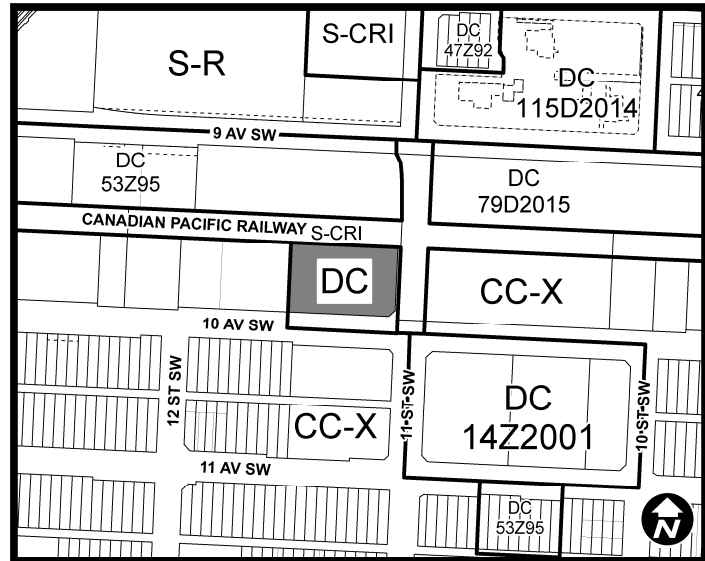 S-CRI
DC
47Z92
S-R
DC
115D2014
9 AV SW
DC
53Z95
DC
79D2015
CANADIAN PACIFIC RAILWAY
S-CRI
DC
CC-X
10 AV SW
12 ST SW
11 ST SW
10 ST SW
DC
14Z2001
CC-X
11 AV SW
DC
53Z95
N